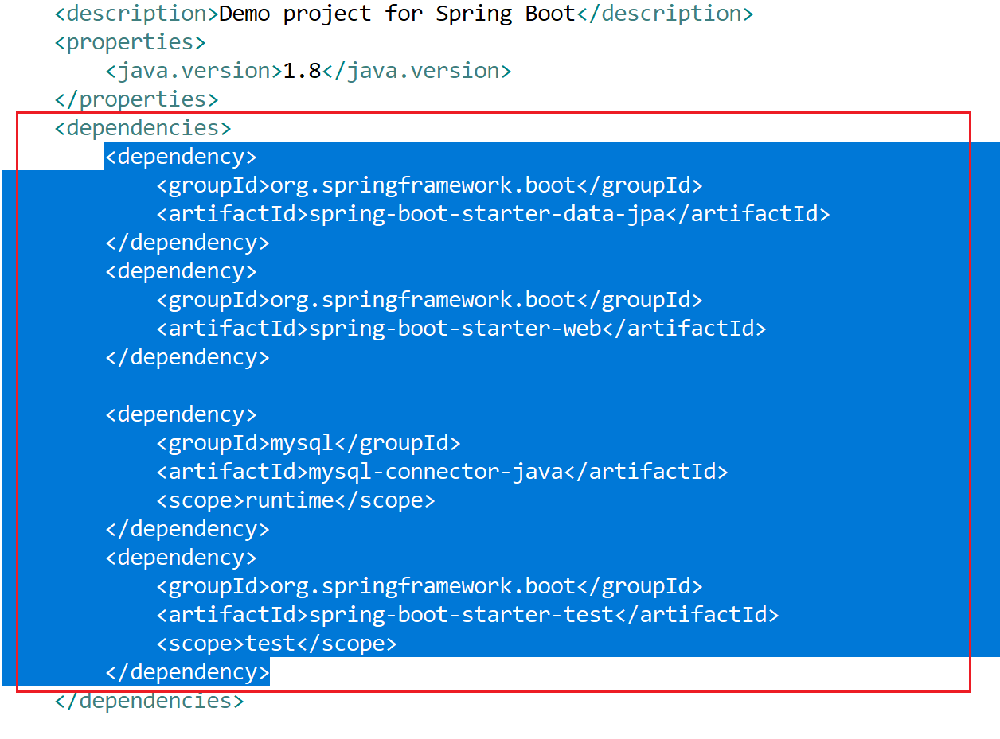 <description>Demo project for Spring Boot</description>
<properties>
<java.version>1.8</java.version>
</properties>
<dependencies>
<dependency>
<groupId>org.springframework.boot</groupId>
<artifactId>spring-boot-starter-data-jpa</artifactId>
</dependency>
<dependency>
<groupId>org.springframework.boot</groupId>
<artifactId>spring-boot-starter-web</artifactId>
</dependency>
<dependency>
<groupId>mysql</groupId>
<artifactId>mysql-connector-java</artifactId>
<scope>runtime</scope>
</dependency>
<dependency>
<groupId>org.springframework.boot</groupId>
<artifactId>spring-boot-starter-test</artifactId>
<scope>test</scope>
</dependency>
</dependencies>